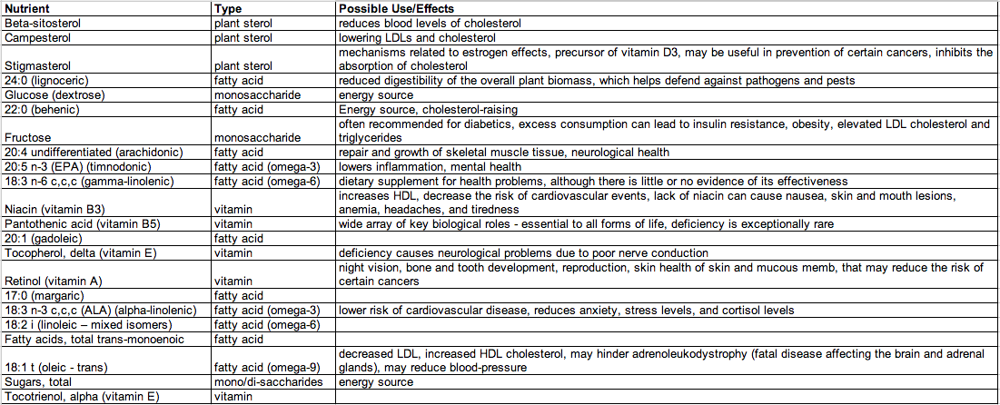 Nutrient Type Possible Use/Effects
Beta-sitosterol plant sterol reduces blood levels of cholesterol
Campesterol plant sterol lowering LDLs and cholesterol
mechanisms related to estrogen effects, precursor of vitamin D3, may be useful in prevention of certain cancers, inhibits the
Stigmasterol plant sterol absorption of cholesterol
24:0 (lignoceric) fatty acid reduced digestibility of the overall plant biomass, which helps defend against pathogens and pests
Glucose (dextrose) monosaccharide energy source
22:0 (behenic) fatty acid Energy source, cholesterol-raising
often recommended for diabetics, excess consumption can lead to insulin resistance, obesity, elevated LDL cholesterol and
Fructose monosaccharide triglycerides
20:4 undifferentiated (arachidonic) fatty acid repair and growth of skeletal muscle tissue, neurological health
20:5 n-3 (EPA) (timnodonic) fatty acid (omega-3) lowers inflammation, mental health
18:3 n-6 c,c,c (gamma-linolenic) fatty acid (omega-6) dietary supplement for health problems, although there is little or no evidence of its effectiveness
increases HDL, decrease the risk of cardiovascular events, lack of niacin can cause nausea, skin and mouth lesions,
Niacin (vitamin B3) vitamin anemia, headaches, and tiredness
Pantothenic acid (vitamin B5) vitamin wide array of key biological roles - essential to all forms of life, deficiency is exceptionally rare
20:1 (gadoleic) fatty acid
Tocopherol, delta (vitamin E) vitamin deficiency causes neurological problems due to poor nerve conduction
night vision, bone and tooth development, reproduction, skin health of skin and mucous memb, that may reduce the risk of
Retinol (vitamin A) vitamin certain cancers
17:0 (margaric) fatty acid
18:3 n-3 c,c,c (ALA) (alpha-linolenic) fatty acid (omega-3) lower risk of cardiovascular disease, reduces anxiety, stress levels, and cortisol levels
18:2 i (linoleic – mixed isomers) fatty acid (omega-6)
Fatty acids, total trans-monoenoic fatty acid
decreased LDL, increased HDL cholesterol, may hinder adrenoleukodystrophy (fatal disease affecting the brain and adrenal
18:1 t (oleic - trans) fatty acid (omega-9) glands), may reduce blood-pressure
Sugars, total mono/di-saccharides energy source
Tocotrienol, alpha (vitamin E) vitamin